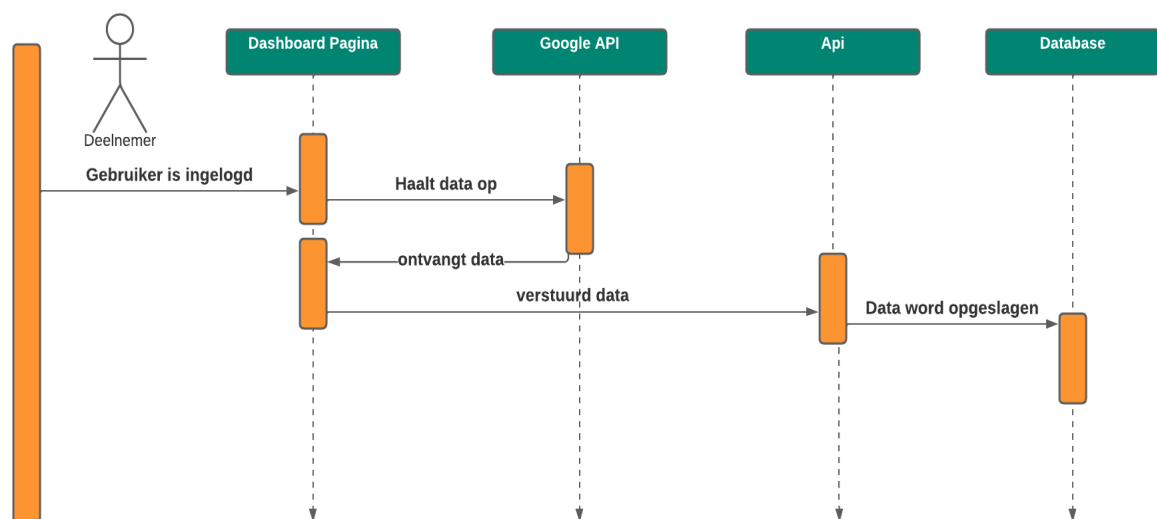 Dashboard Pagina
Google API
Api
Database
Deelnemer
Gebruiker is ingelogd
Haalt data op
ontvangt data
verstuurd data
Data word opgeslagen